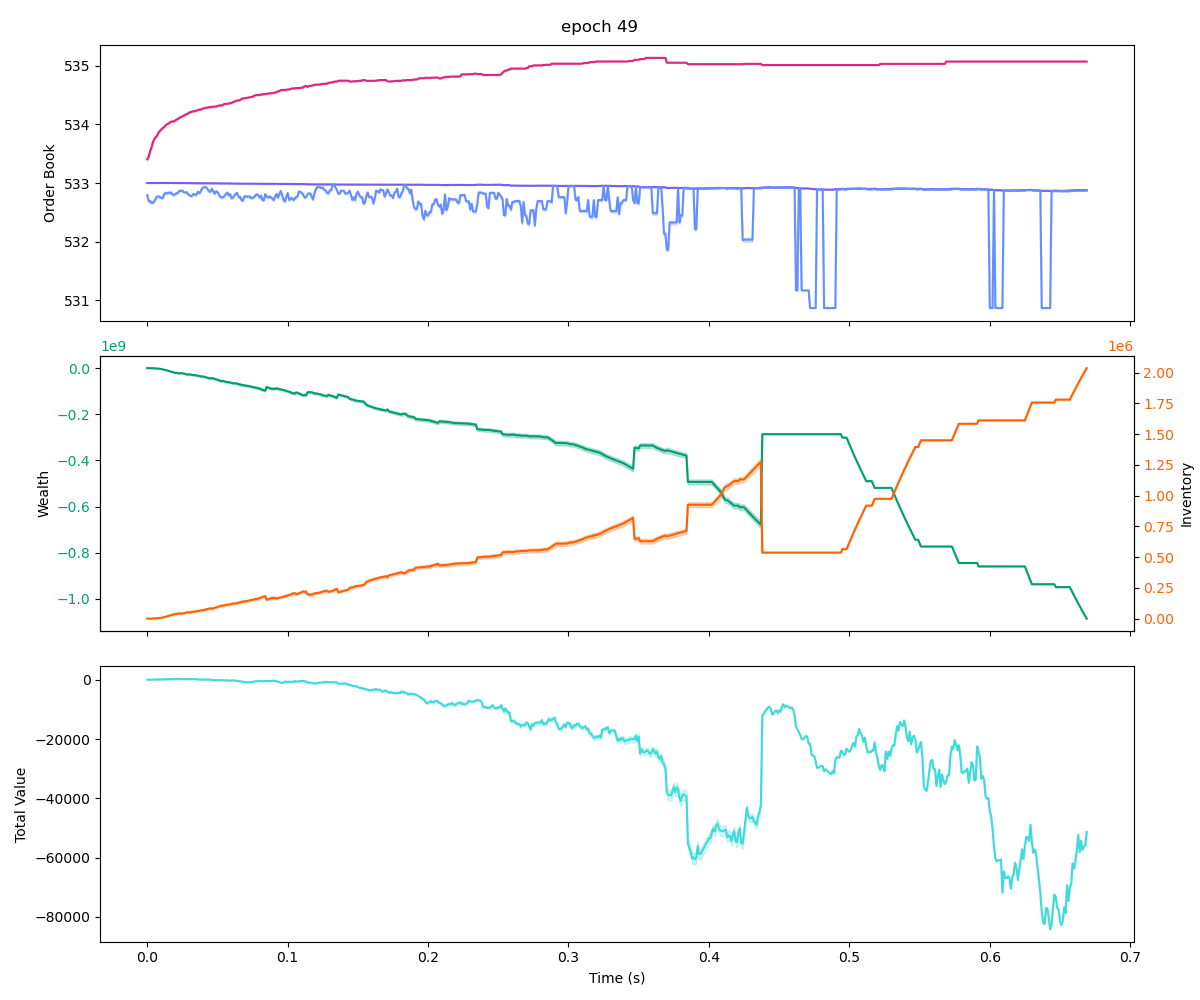 epoch 49
535
534
533
532
531
Order Book
1e9
1e6
0.0
−0.2
−0.4
−0.6
−0.8
−1.0
Wealth
2.00
1.75
1.50
1.25
1.00
0.75
0.50
0.25
0.00
Inventory
0
−20000
−40000
−60000
−80000
Total Value
0.0 0.1 0.2 0.3 0.4 0.5 0.6 0.7
Time (s)